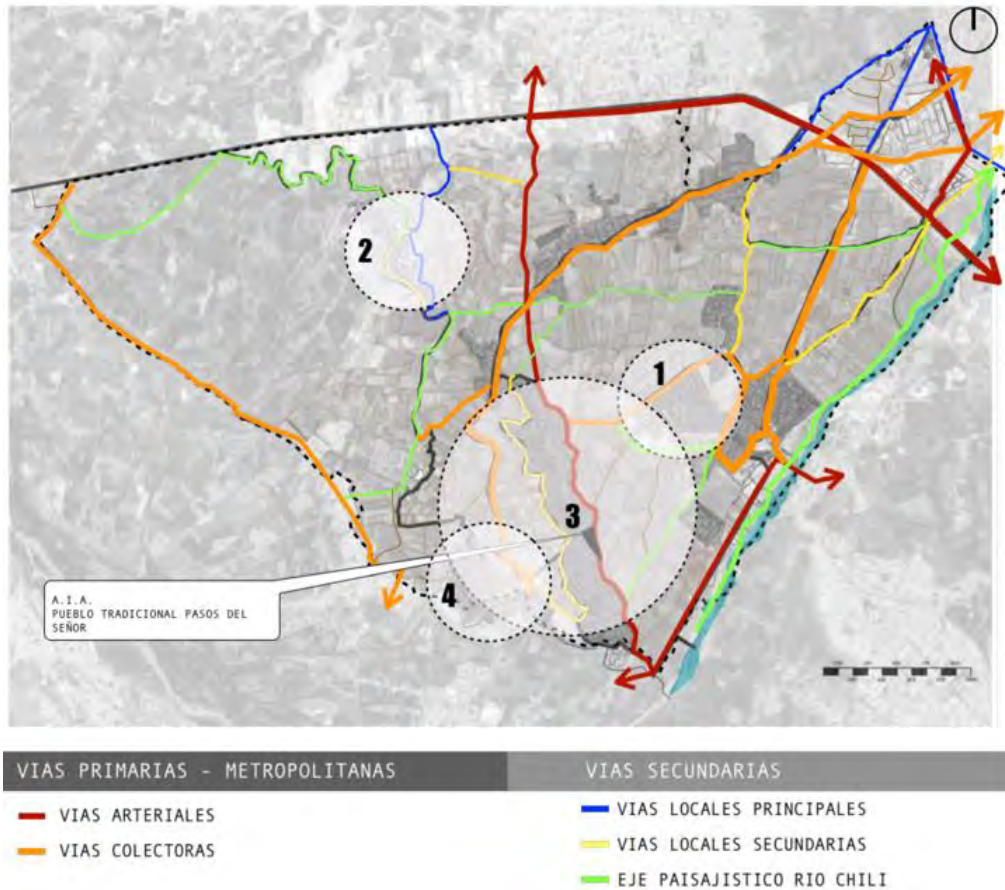 2
1
3
4
A.I.A.
PUEBLO TRADICIONAL PASOS DEL
SEÑOR
VIAS PRIMARIAS - METROPOLITANAS
VIAS SECUNDARIAS
VIAS ARTERIALES
VIAS COLECTORAS
VIAS LOCALES PRINCIPALES
VIAS LOCALES SECUNDARIAS
EJE PAISAJISTICO RIO CHILI